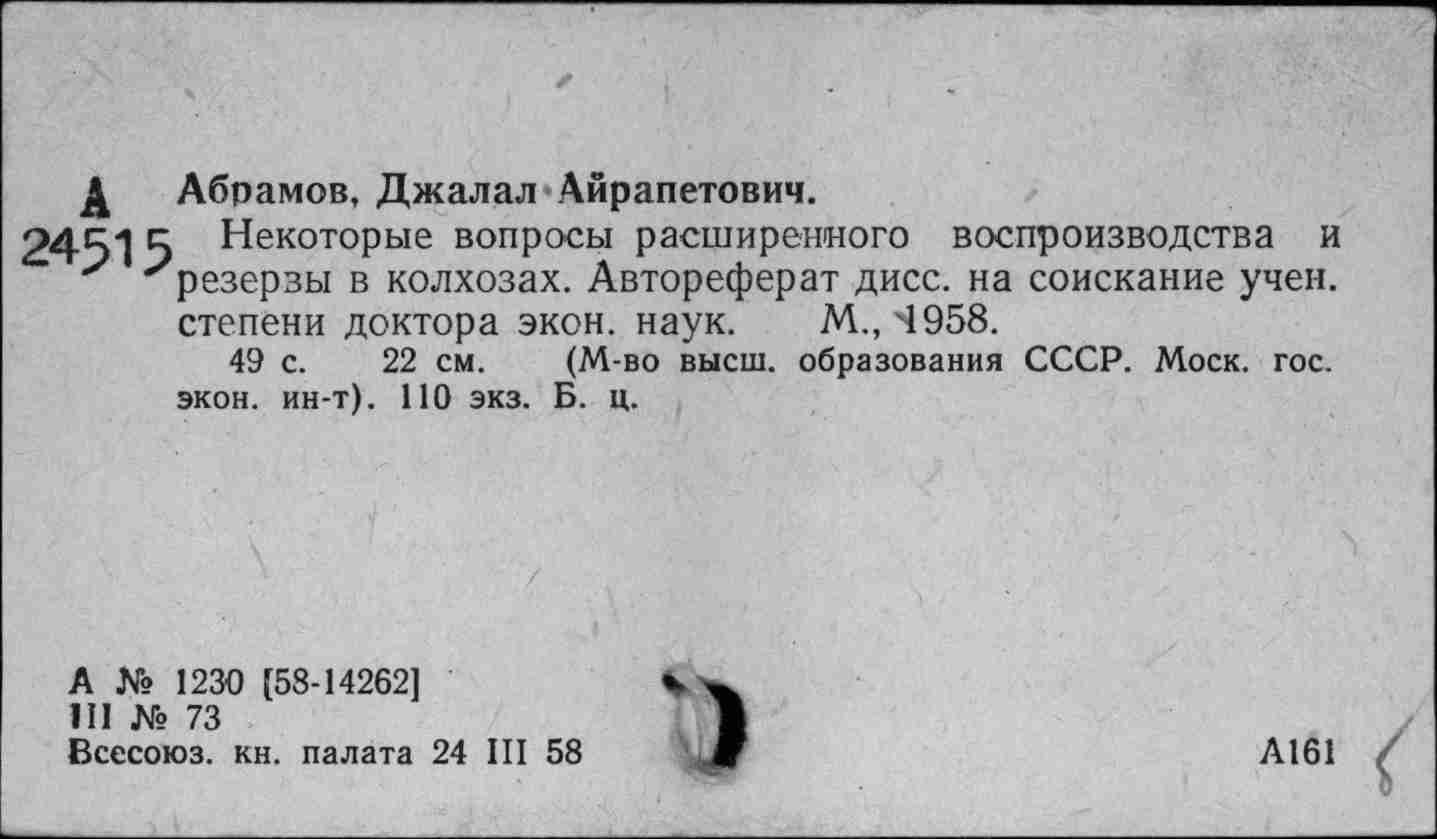 А Абрамов, Джалал Айрапетович.
24515 Некоторые вопросы расширенного воспроизводства и
резервы в колхозах. Автореферат дисс. на соискание учен.
степени доктора экон. наук. М., 1958.
49 с. 22 см. (М-во высш. образования СССР. Моск. гос.
экон. ин-т). 110 экз. Б. ц.
А № 1230 [58-14262]
III № 73
Всесоюз. кн. палата 24 III 58
А161